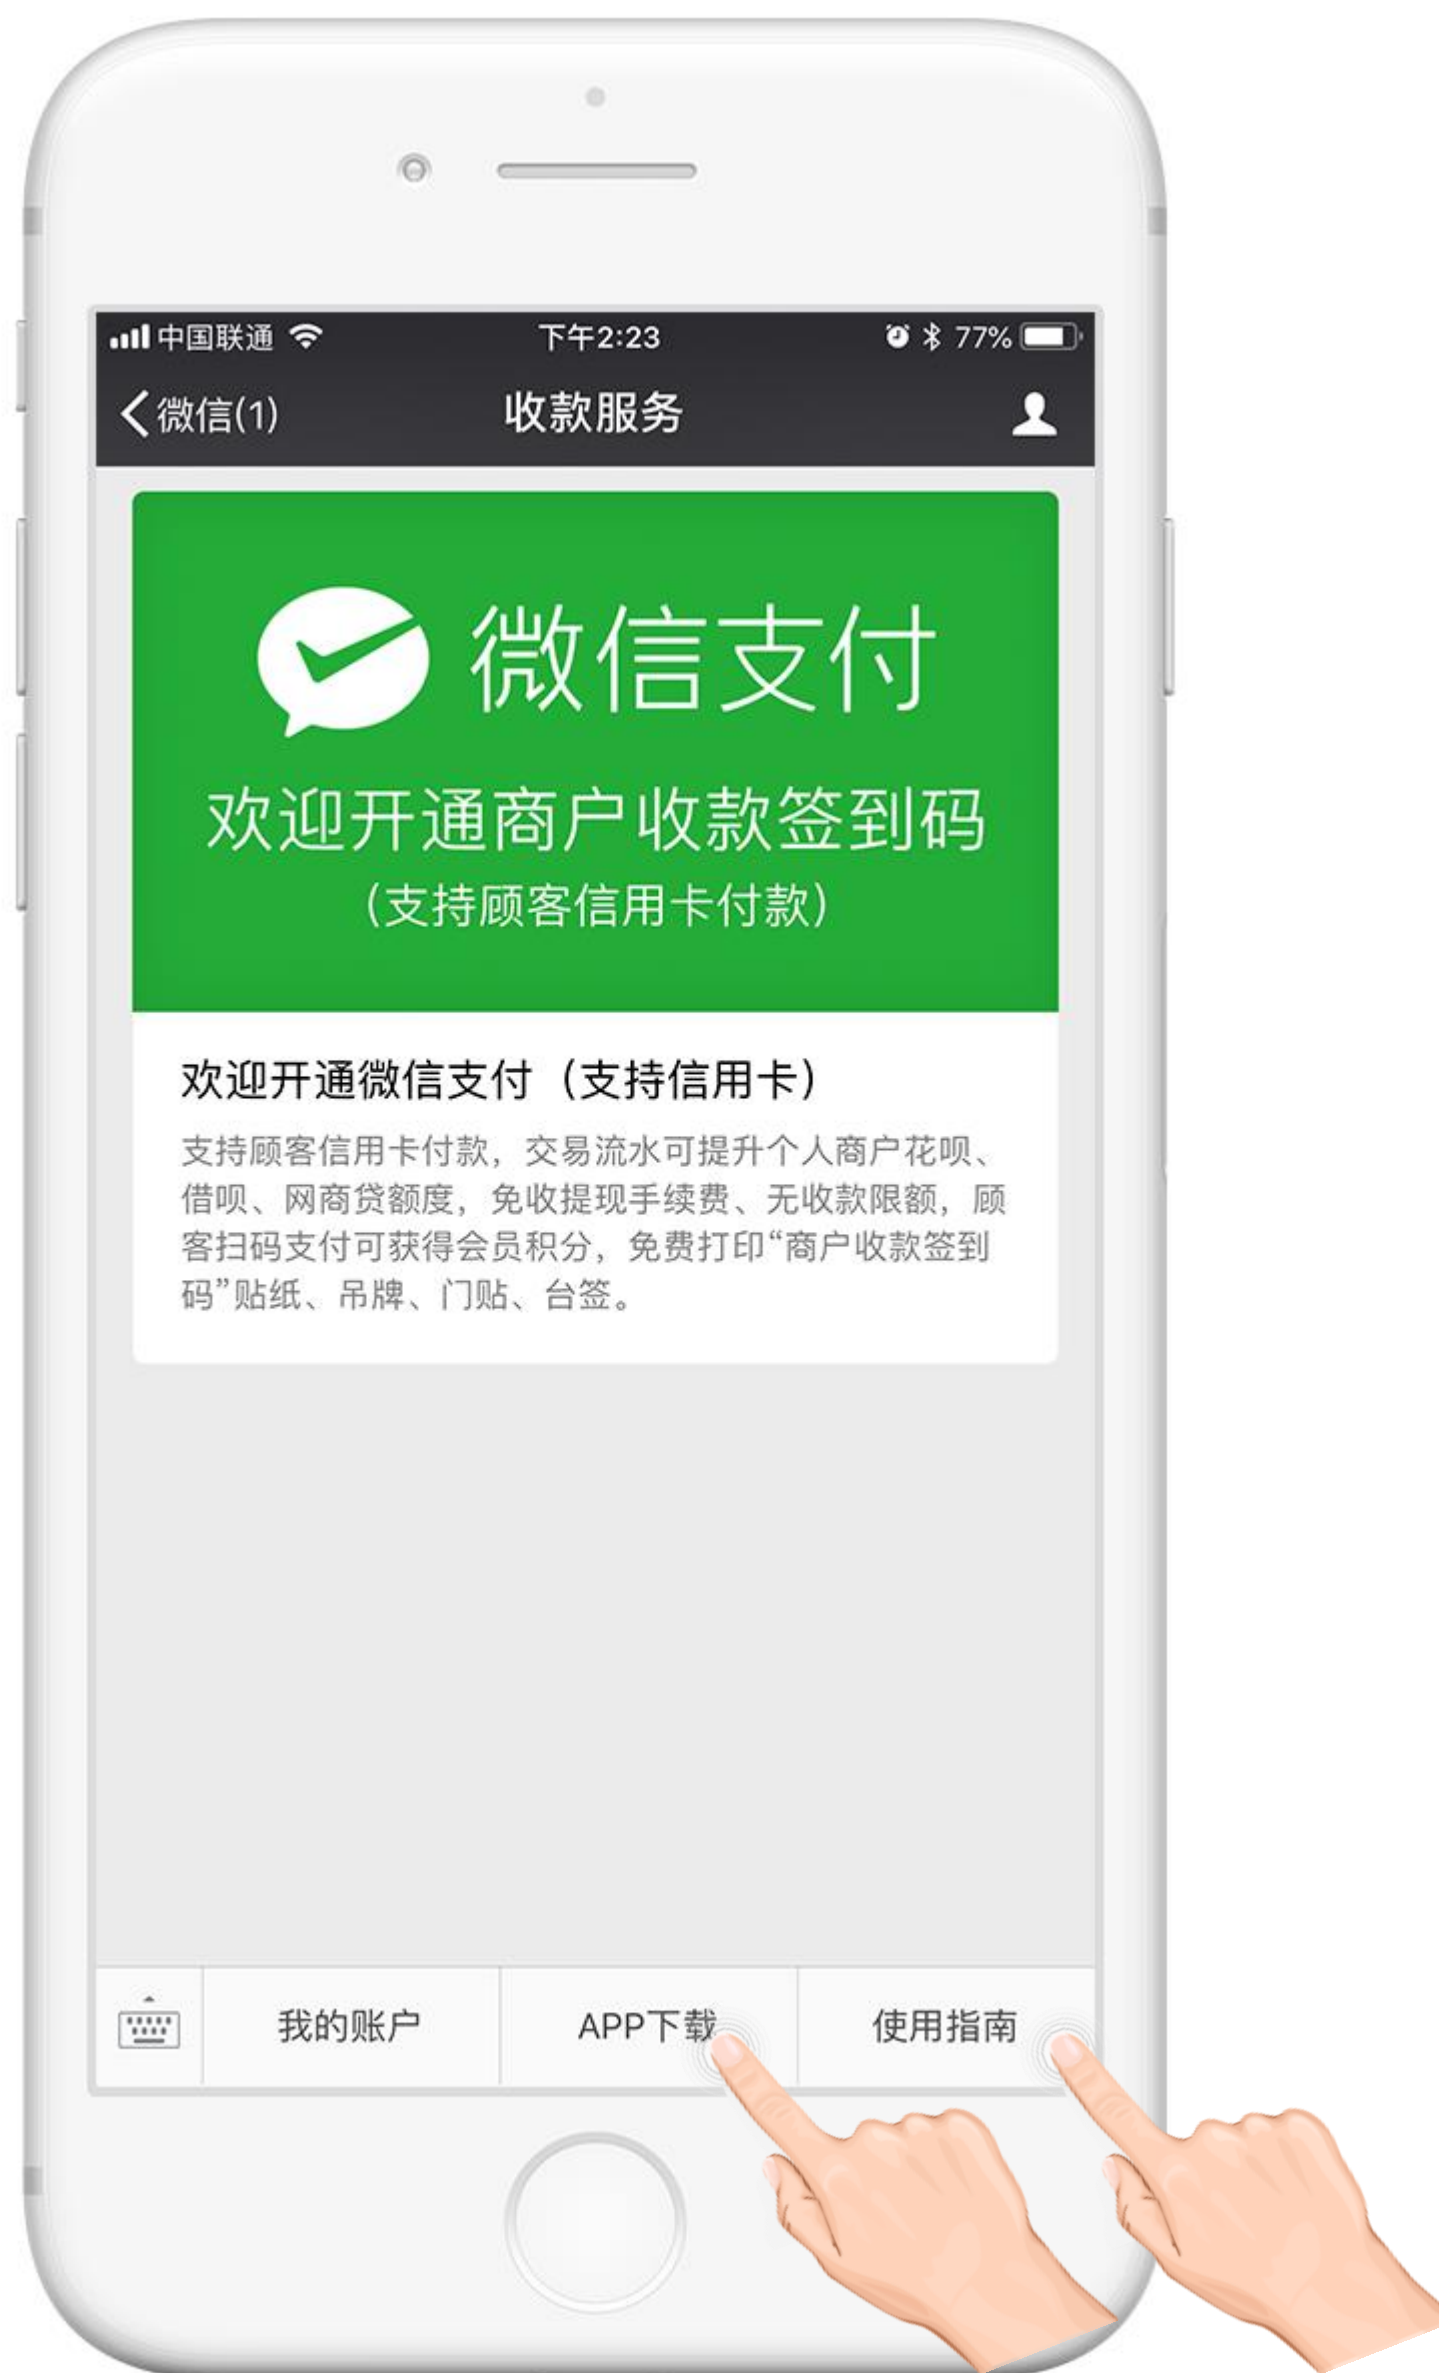 中国联通 下午2:23 77%
微信(1) 收款服务
微信支付
欢迎开通商户收款签到码
（支持顾客信用卡付款）
欢迎开通微信支付（支持信用卡）
支持顾客信用卡付款，交易流水可提升个人商户花呗、
借呗、网商贷额度，免收提现手续费、无收款限额，顾
客扫码支付可获得会员积分，免费打印“商户收款签到
码”贴纸、吊牌、门贴、台签。
我的账户 APP下载 使用指南